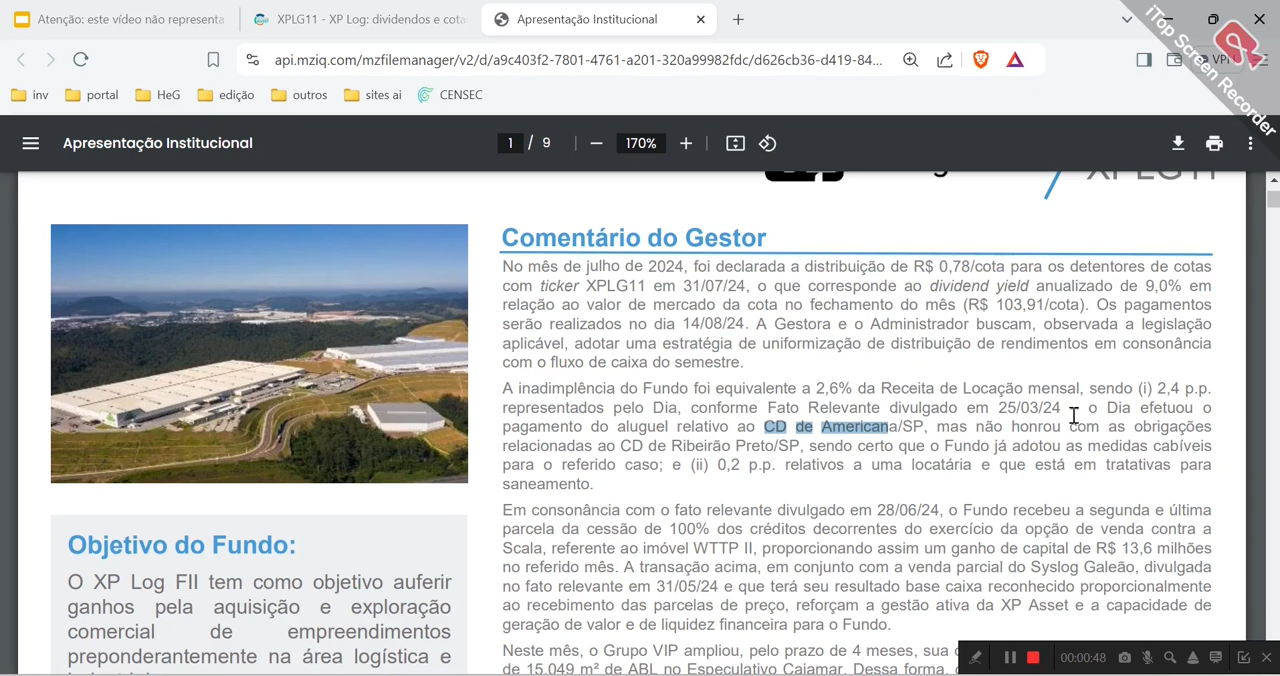 Atenção: este vídeo não representa
XPLG11 - XP Log: dividendos e cota
Apresentação Institucional
api.mziq.com/mzfilemanager/v2/d/a9c403f2-7801-4761-a201-320a99982fdc/d626cb36-d419-84...
VPN
iTop Screen Recorder
inv
portal
HeG
edição
outros
sites ai
CENSEC
Apresentação Institucional
1 / 9
170%
XPLG11
Comentário do Gestor
No mês de julho de 2024, foi declarada a distribuição de R$ 0,78/cota para os detentores de cotas
com ticker XPLG11 em 31/07/24, o que corresponde ao dividend yield anualizado de 9,0% em
relação ao valor de mercado da cota no fechamento do mês (R$ 103,91/cota). Os pagamentos
serão realizados no dia 14/08/24. A Gestora e o Administrador buscam, observada a legislação
aplicável, adotar uma estratégia de uniformização de distribuição de rendimentos em consonância
com o fluxo de caixa do semestre.
A inadimplência do Fundo foi equivalente a 2,6% da Receita de Locação mensal, sendo (i) 2,4 p.p.
representados pelo Dia, conforme Fato Relevante divulgado em 25/03/24 - o Dia efetuou o
pagamento do aluguel relativo ao CD de Americana/SP, mas não honrou com as obrigações
relacionadas ao CD de Ribeirão Preto/SP, sendo certo que o Fundo já adotou as medidas cabíveis
para o referido caso; e (ii) 0,2 p.p. relativos a uma locatária e que está em tratativas para
saneamento.
Em consonância com o fato relevante divulgado em 28/06/24, o Fundo recebeu a segunda e última
parcela da cessão de 100% dos créditos decorrentes do exercício da opção de venda contra a
Scala, referente ao imóvel WTTP II, proporcionando assim um ganho de capital de R$ 13,6 milhões
no referido mês. A transação acima, em conjunto com a venda parcial do Syslog Galeão, divulgada
no fato relevante em 31/05/24 e que terá seu resultado base caixa reconhecido proporcionalmente
ao recebimento das parcelas de preço, reforçam a gestão ativa da XP Asset e a capacidade de
geração de valor e de liquidez financeira para o Fundo.
Neste mês, o Grupo VIP ampliou, pelo prazo de 4 meses, sua
de 15.049 m² de ABL no Especulativo Cajamar. Dessa forma,
Objetivo do Fundo:
O XP Log FII tem como objetivo auferir
ganhos pela aquisição e exploração
comercial de empreendimentos
preponderantemente na área logística e
00:00:48